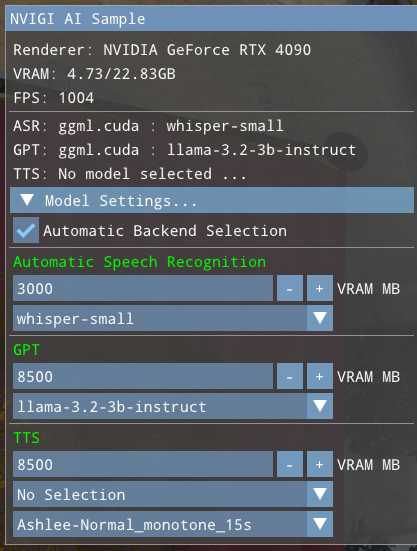 NVIGI AI Sample
Renderer: NVIDIA GeForce RTX 4090
VRAM: 4.73/22.83GB
FPS: 1004
ASR: ggml.cuda : whisper-small
GPT: ggml.cuda : llama-3.2-3b-instruct
TTS: No model selected ...
Model Settings...
Automatic Backend Selection
Automatic Speech Recognition
3000 - + VRAM MB
whisper-small
GPT
8500 - + VRAM MB
llama-3.2-3b-instruct
TTS
8500 - + VRAM MB
No Selection
Ashlee-Normal_monotone_15s